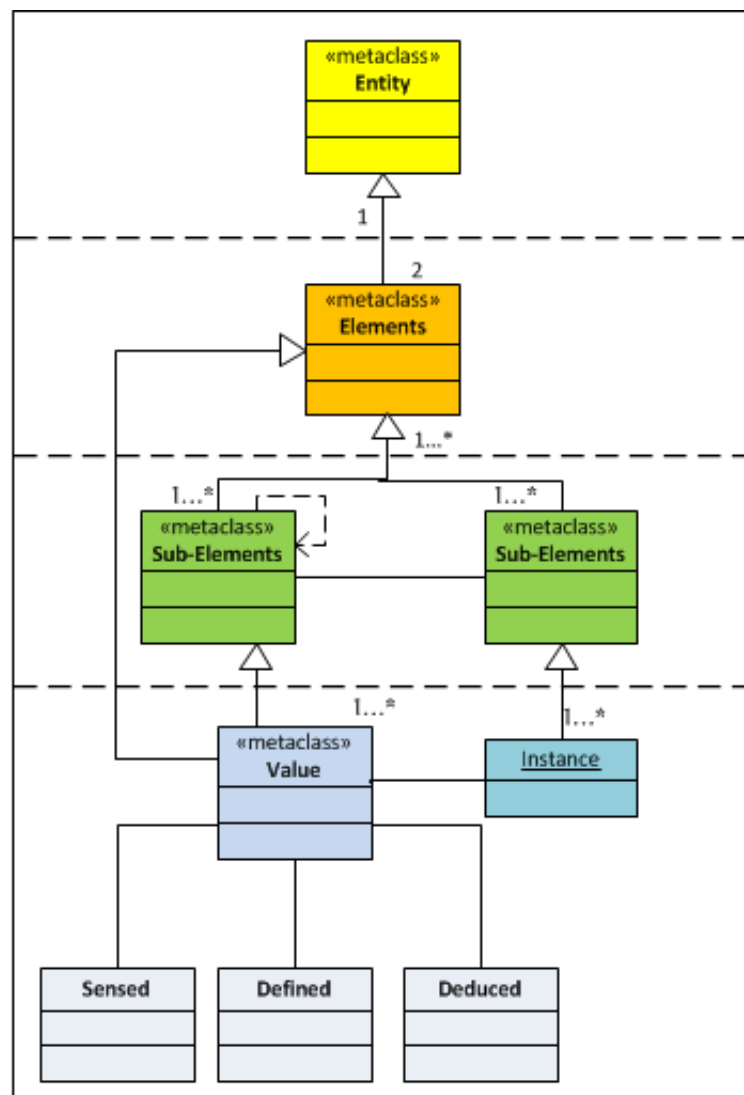 «metaclass»
Entity
1
2
«metaclass»
Elements
1...*
1...*
1...*
«metaclass»
Sub-Elements
«metaclass»
Sub-Elements
1...*
1...*
«metaclass»
Value
Instance
Sensed
Defined
Deduced